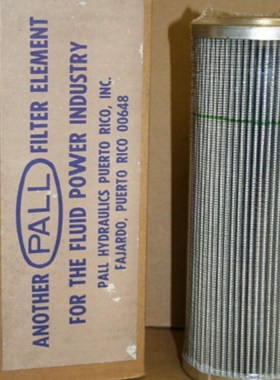 ANOTHER PALL FILTER ELEMENT
FOR THE FLUID POWER INDUSTRY
PALL HYDRAULICS PUERTO RICO, INC.
FAJARDO, PUERTO RICO 00648